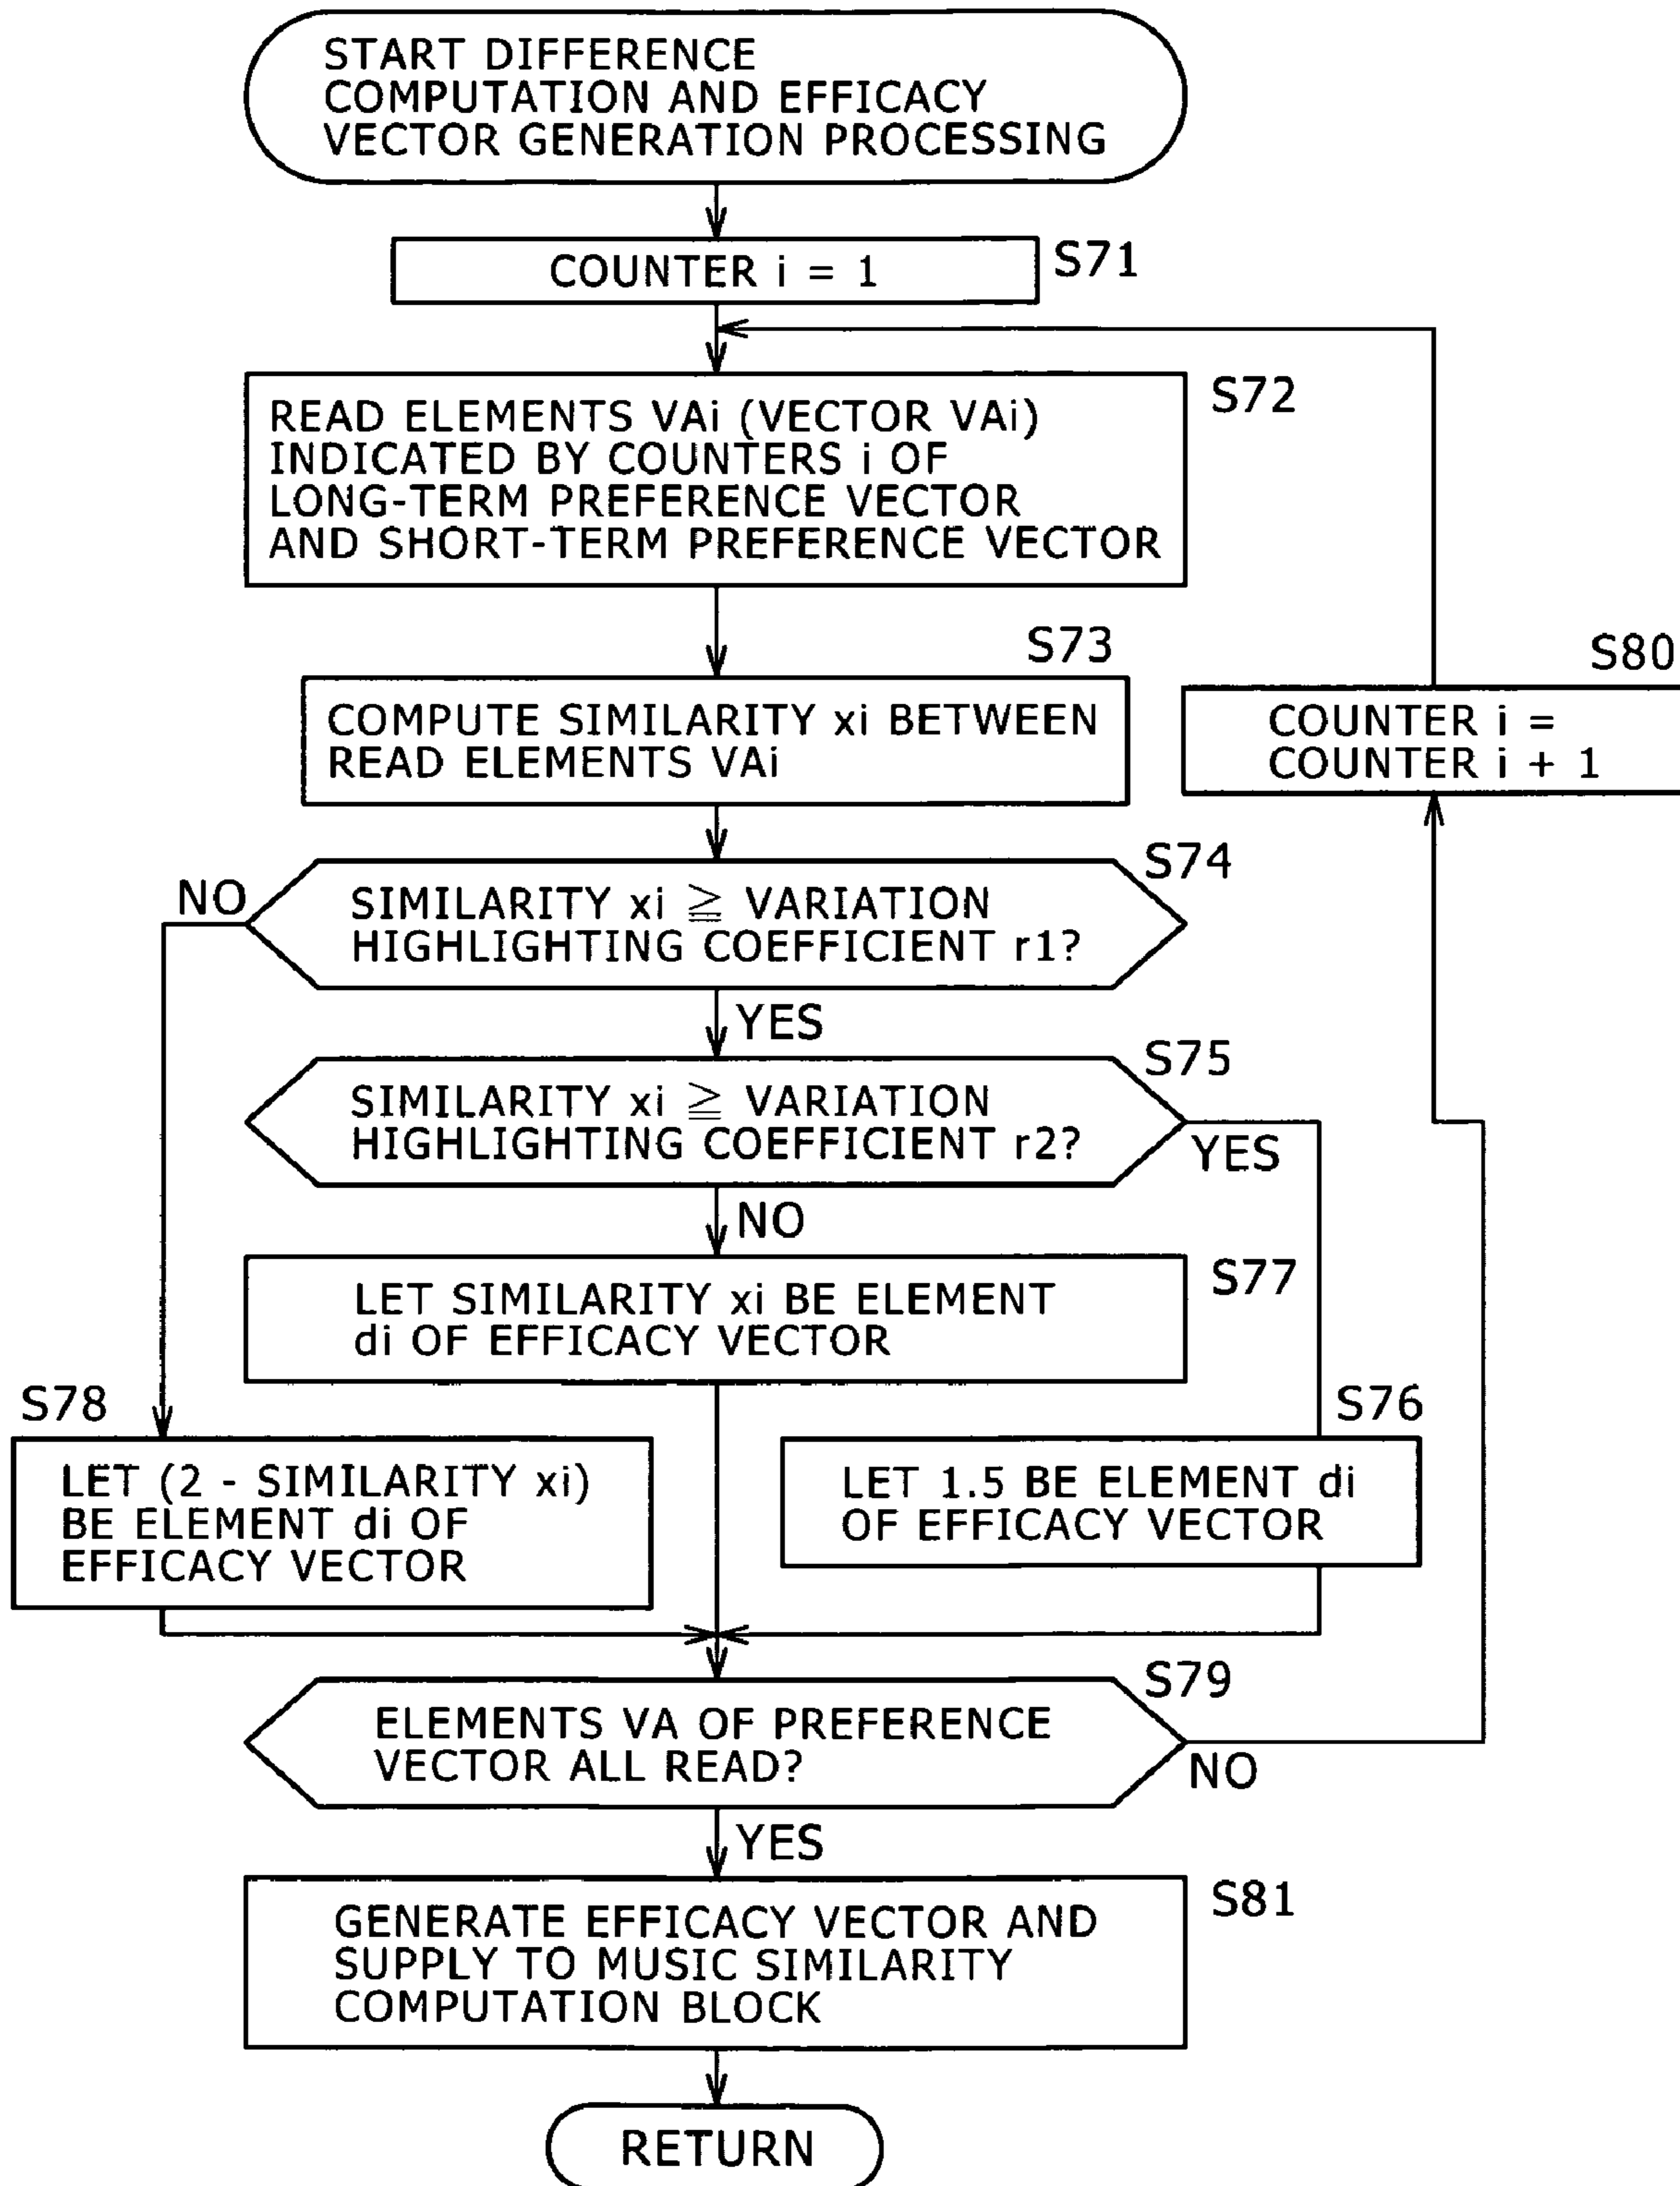 START DIFFERENCE
COMPUTATION AND EFFICACY
VECTOR GENERATION PROCESSING
COUNTER i = 1
S71
READ ELEMENTS VAi (VECTOR VAi)
INDICATED BY COUNTERS i OF
LONG-TERM PREFERENCE VECTOR
AND SHORT-TERM PREFERENCE VECTOR
S72
S73
COMPUTE SIMILARITY xi BETWEEN
READ ELEMENTS VAi
S80
COUNTER i =
COUNTER i + 1
S74
NO
SIMILARITY xi ≧ VARIATION
HIGHLIGHTING COEFFICIENT r1?
YES
S75
SIMILARITY xi ≧ VARIATION
HIGHLIGHTING COEFFICIENT r2?
YES
NO
S77
LET SIMILARITY xi BE ELEMENT
di OF EFFICACY VECTOR
S78
LET (2 - SIMILARITY xi)
BE ELEMENT di OF
EFFICACY VECTOR
S76
LET 1.5 BE ELEMENT di
OF EFFICACY VECTOR
S79
ELEMENTS VA OF PREFERENCE
VECTOR ALL READ?
NO
YES
S81
GENERATE EFFICACY VECTOR AND
SUPPLY TO MUSIC SIMILARITY
COMPUTATION BLOCK
RETURN